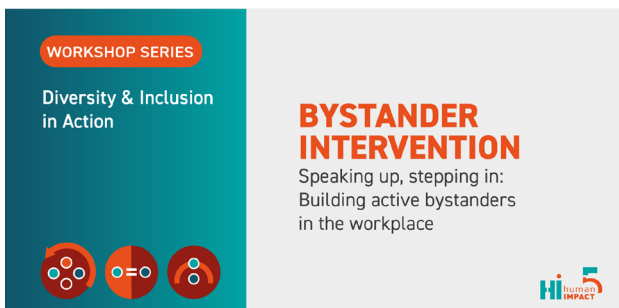 WORKSHOP SERIES
Diversity & Inclusion
in Action
BYSTANDER
INTERVENTION
Speaking up, stepping in:
Building active bystanders
in the workplace
Hi human 5
IMPACT